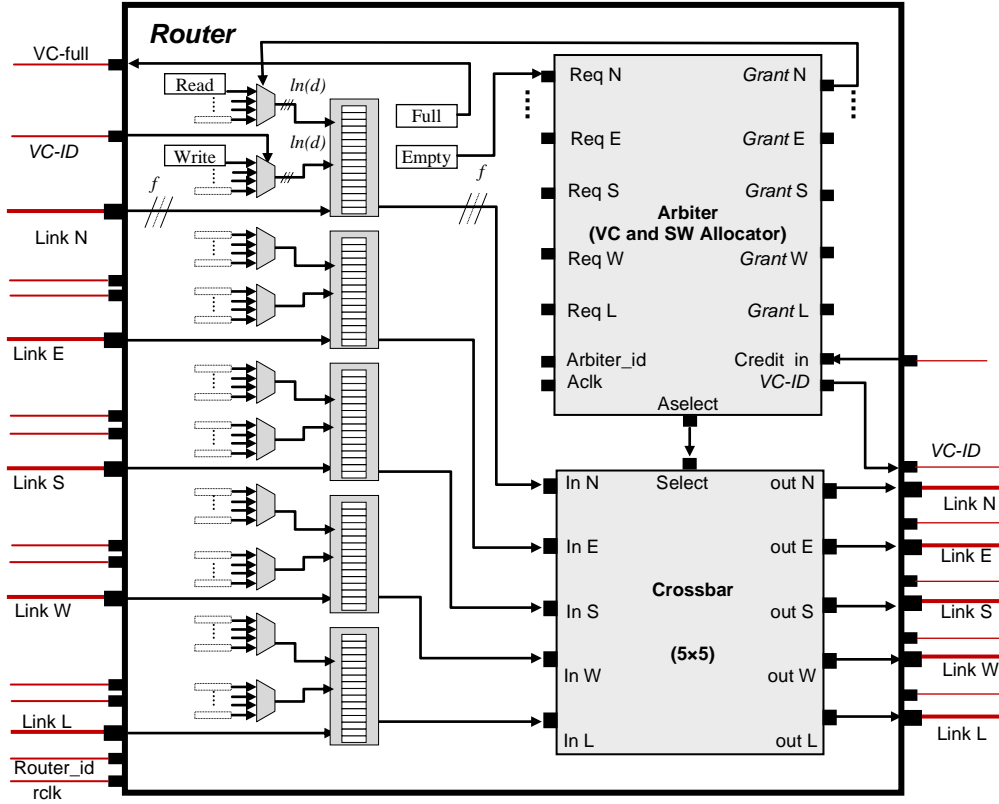 Router
VC-full
Read
ln(d)
Full
VC-ID
Write
ln(d)
Empty
f
f
Link N
Link E
Link S
Link W
Link L
Router_id
rclk
Req N
Grant N
Req E
Grant E
Req S
Grant S
Arbiter
(VC and SW Allocator)
Req W
Grant W
Req L
Grant L
Arbiter_id
Credit in
Aclk
VC-ID
Aselect
Select
In N
out N
In E
out E
Crossbar
In S
out S
(5×5)
In W
out W
In L
out L
VC-ID
Link N
Link E
Link S
Link W
Link L